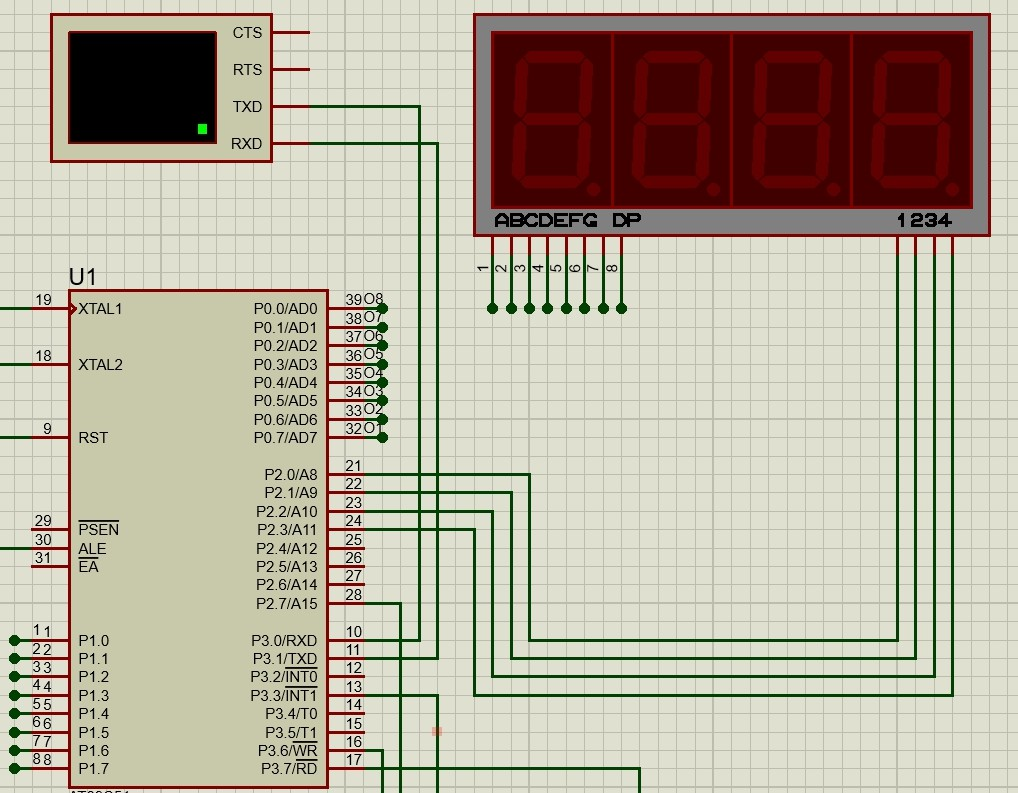 CTS
RTS
TXD
RXD
ABCDEFG DP
1234
1 2 3 4 5 6 7 8
U1
19 XTAL1
18 XTAL2
9 RST
29 PSEN
30 ALE
31 EA
1 1 P1.0
2 2 P1.1
3 3 P1.2
4 4 P1.3
5 5 P1.4
6 6 P1.5
7 7 P1.6
8 8 P1.7
P0.0/AD0 39 O8
P0.1/AD1 38 O7
P0.2/AD2 37 O6
P0.3/AD3 36 O5
P0.4/AD4 35 O4
P0.5/AD5 34 O3
P0.6/AD6 33 O2
P0.7/AD7 32 O1
P2.0/A8 21
P2.1/A9 22
P2.2/A10 23
P2.3/A11 24
P2.4/A12 25
P2.5/A13 26
P2.6/A14 27
P2.7/A15 28
P3.0/RXD 10
P3.1/TXD 11
P3.2/INT0 12
P3.3/INT1 13
P3.4/T0 14
P3.5/T1 15
P3.6/WR 16
P3.7/RD 17